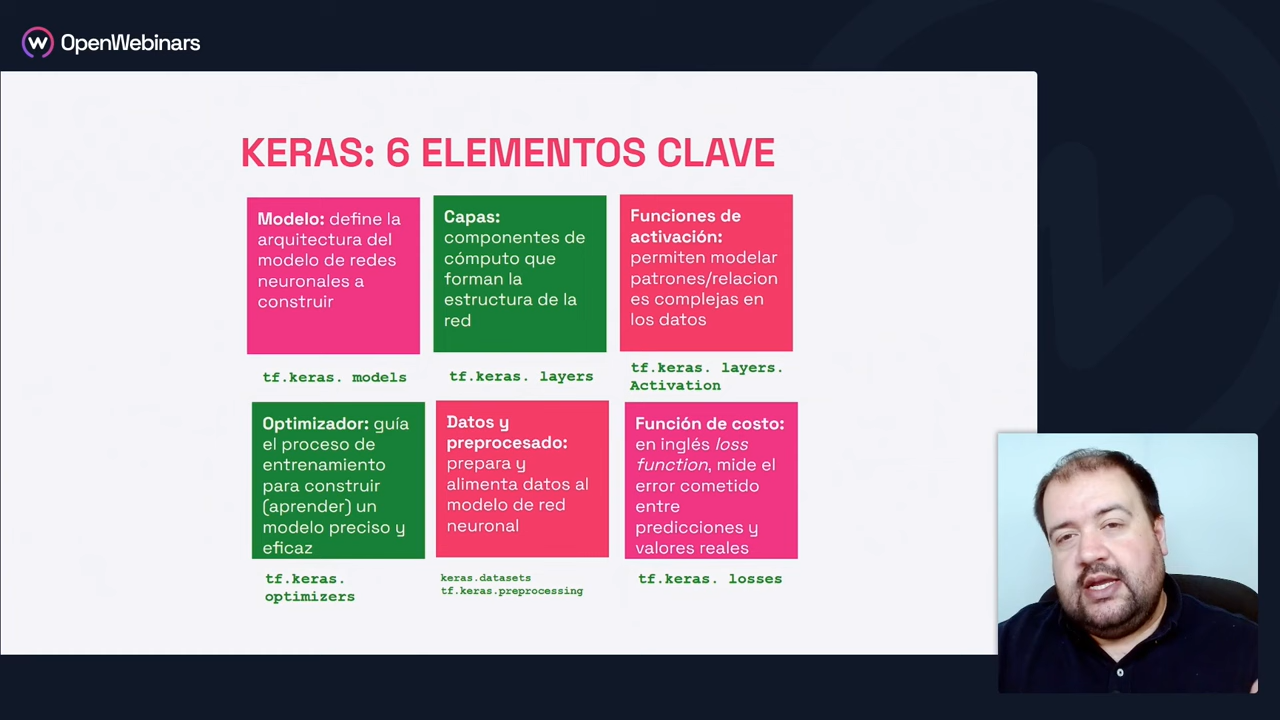 OpenWebinars
KERAS: 6 ELEMENTOS CLAVE
Modelo: define la
arquitectura del
modelo de redes
neuronales a
construir
tf.keras. models
Capas:
componentes de
cómputo que
forman la
estructura de la
red
tf.keras. layers
Funciones de
activación:
permiten modelar
patrones/relacion
es complejas en
los datos
tf.keras. layers.
Activation
Optimizador: guía
el proceso de
entrenamiento
para construir
(aprender) un
modelo preciso y
eficaz
tf.keras.
optimizers
Datos y
preprocesado:
prepara y
alimenta datos al
modelo de red
neuronal
keras.datasets
tf.keras.preprocessing
Función de costo:
en inglés loss
function, mide el
error cometido
entre
predicciones y
valores reales
tf.keras. losses